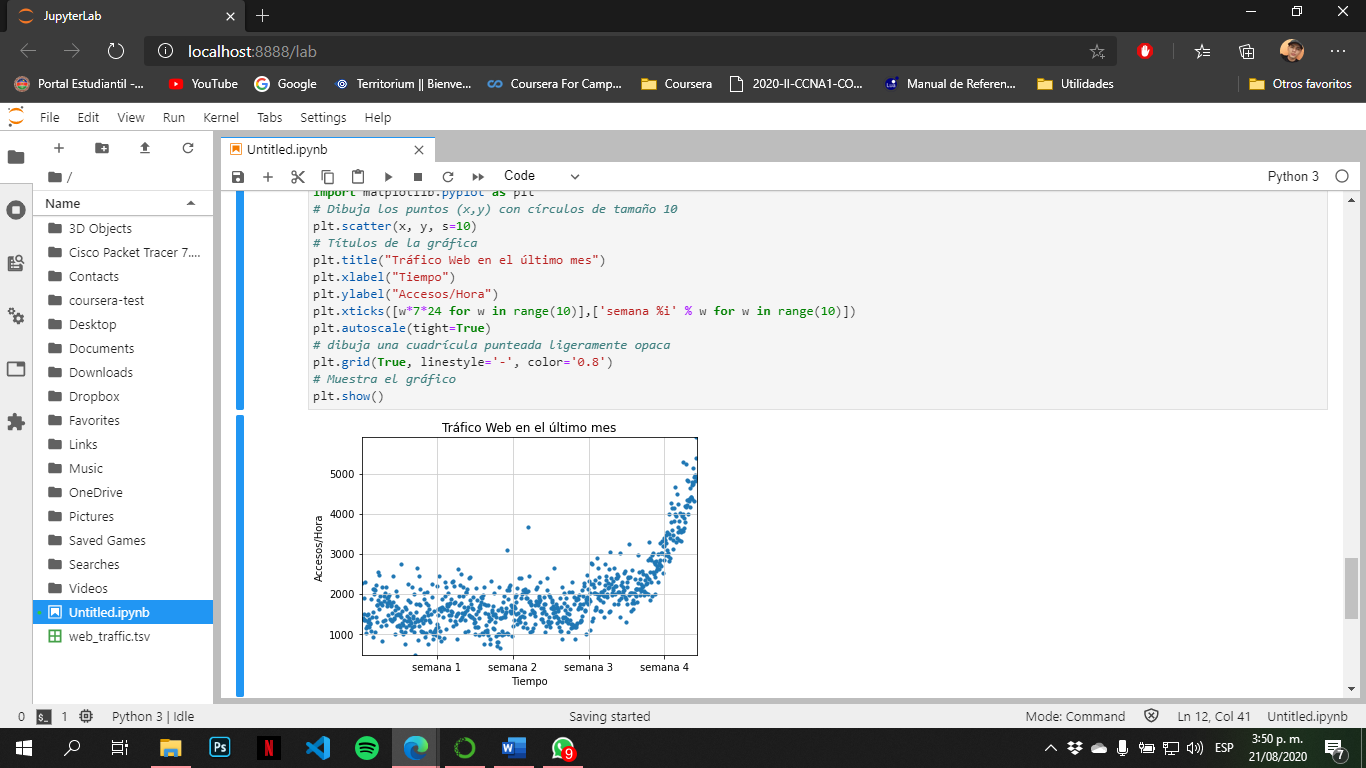 JupyterLab
localhost:8888/lab
Portal Estudiantil -...
YouTube
Google
Territorium || Bienve...
Coursera For Camp...
Coursera
2020-II-CCNA1-CO...
Manual de Referen...
Utilidades
Otros favoritos
File Edit View Run Kernel Tabs Settings Help
Untitled.ipynb
Code
Python 3
/
Name
3D Objects
Cisco Packet Tracer 7....
Contacts
coursera-test
Desktop
Documents
Downloads
Dropbox
Favorites
Links
Music
OneDrive
Pictures
Saved Games
Searches
Videos
Untitled.ipynb
web_traffic.tsv
import matplotlib.pyplot as plt
# Dibuja los puntos (x,y) con círculos de tamaño 10
plt.scatter(x, y, s=10)
# Títulos de la gráfica
plt.title("Tráfico Web en el último mes")
plt.xlabel("Tiempo")
plt.ylabel("Accesos/Hora")
plt.xticks([w*7*24 for w in range(10)],['semana %i' % w for w in range(10)])
plt.autoscale(tight=True)
# dibuja una cuadrícula punteada ligeramente opaca
plt.grid(True, linestyle='-', color='0.8')
# Muestra el gráfico
plt.show()
Tráfico Web en el último mes
Accesos/Hora
5000
4000
3000
2000
1000
semana 1 semana 2 semana 3 semana 4
Tiempo
0 $_ 1 Python 3 | Idle
Saving started
Mode: Command Ln 12, Col 41 Untitled.ipynb
Ps
N
W
9
ESP
3:50 p. m.
21/08/2020
7